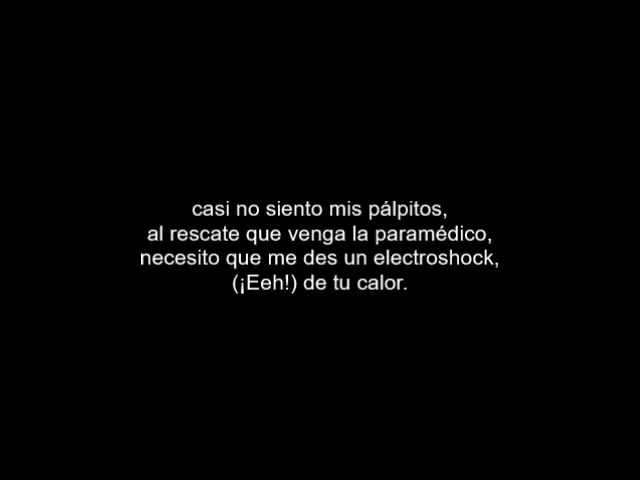 casi no siento mis pálpitos,
al rescate que venga la paramédico,
necesito que me des un electroshock,
(¡Eeh!) de tu calor.